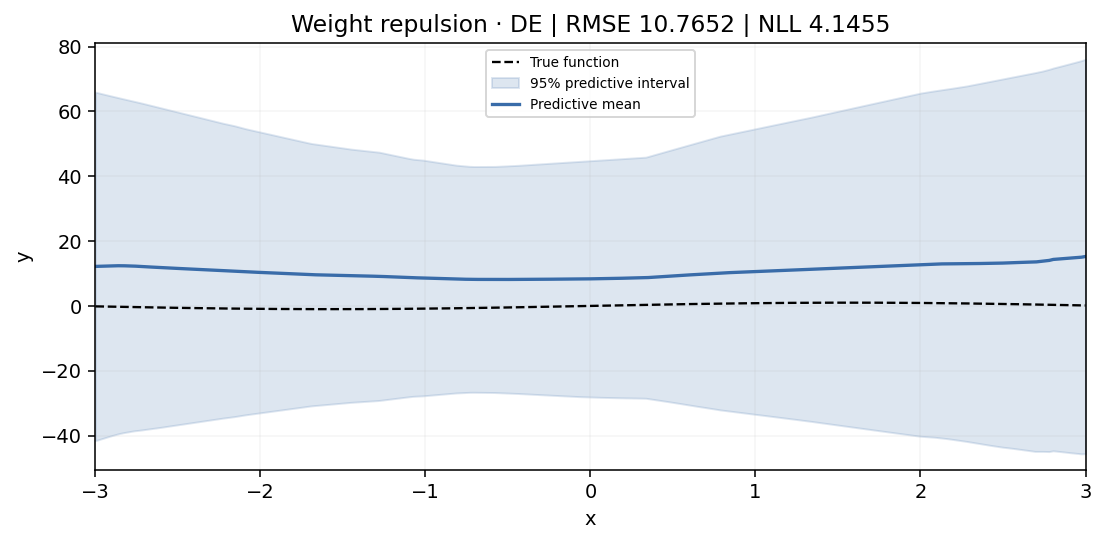 Weight repulsion · DE | RMSE 10.7652 | NLL 4.1455
True function
95% predictive interval
Predictive mean
80
60
40
20
0
−20
−40
y
−3
−2
−1
0
1
2
3
x